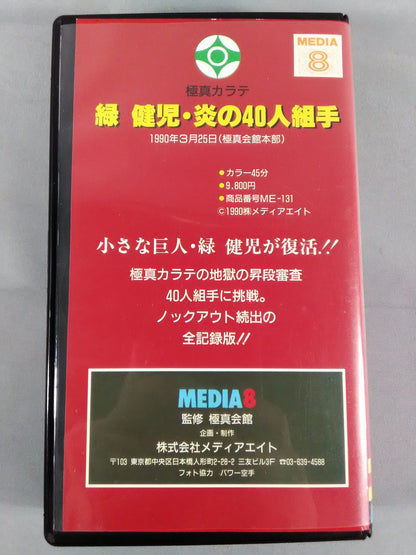 MEDIA
8
極真カラテ
緑 健児・炎の40人組手
1990年3月25日(極真会館本部)
●カラー45分
●9,800円
●商品番号ME-131
©1990株メディアエイト
小さな巨人・緑 健児が復活!!
極真カラテの地獄の昇段審査
40人組手に挑戦。
ノックアウト続出の
全記録版!!
MEDIA8
監修 極真会館
企画・制作
株式会社メディアエイト
〒103 東京都中央区日本橋人形町2-28-2 三友ビル3F ☎03-639-4588
フォト協力 パワー空手